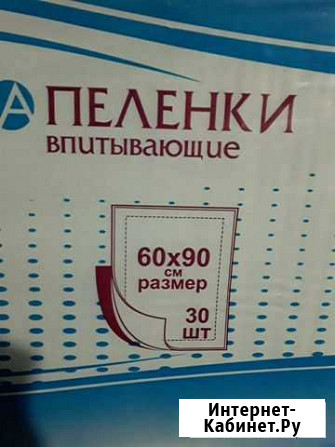 А ПЕЛЕНКИ
впитывающие
60х90
см
размер
30
шт
Интернет-
Кабинет.Ру